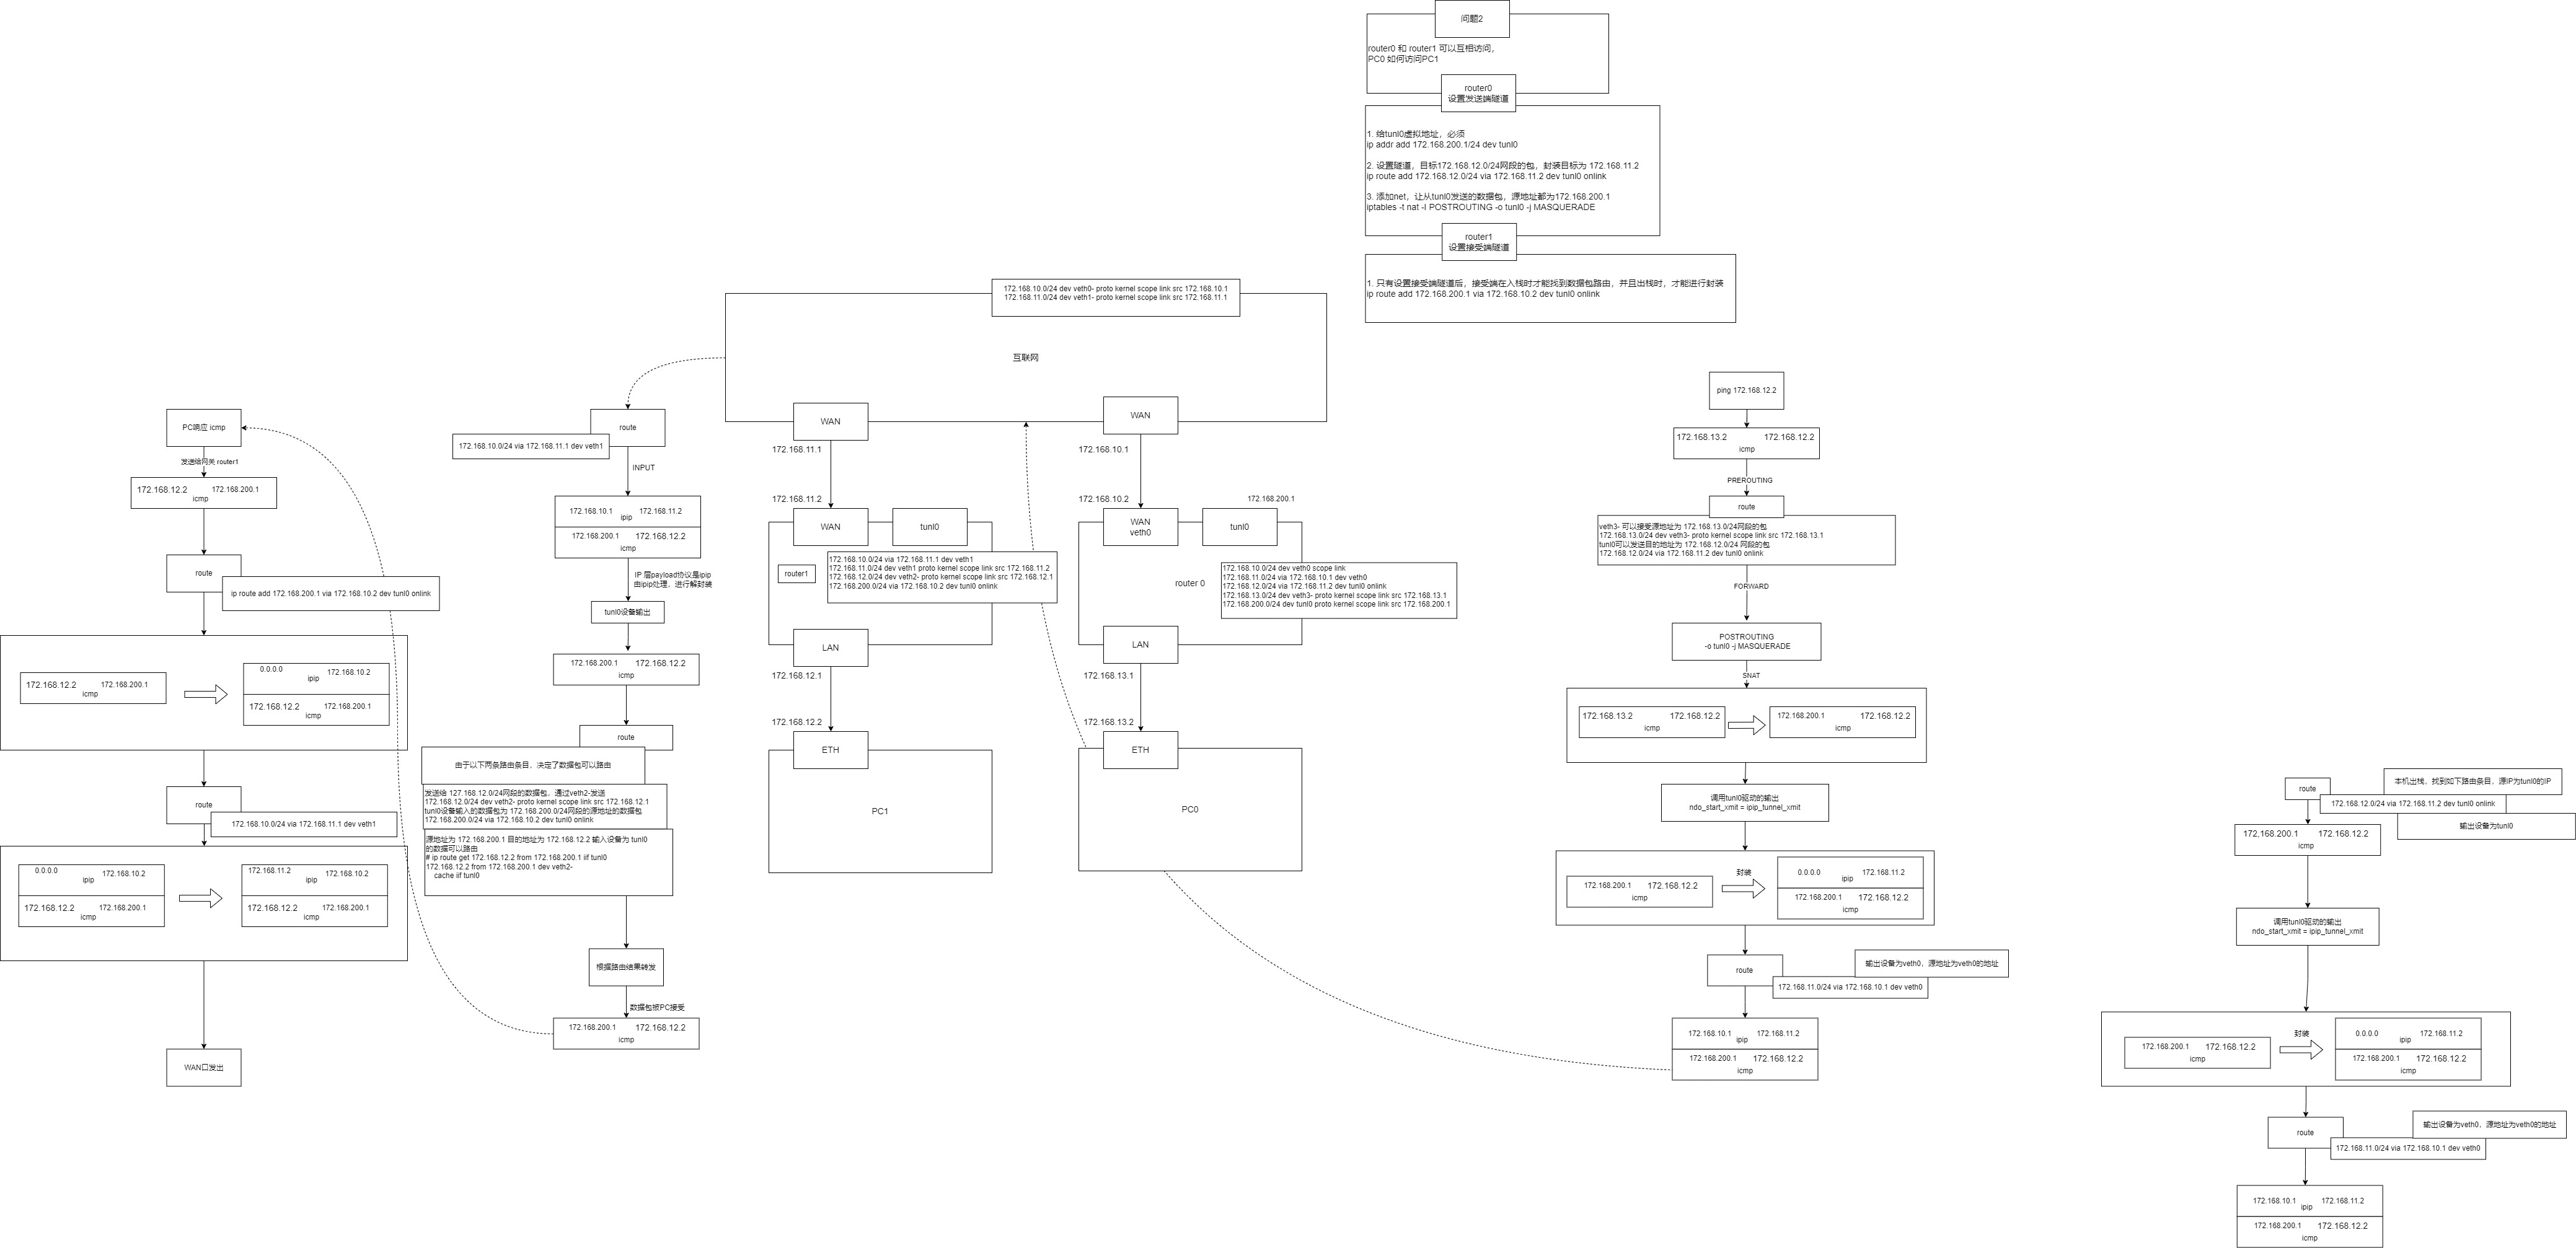 问题2
router0 和 router1 可以互相访问，
PC0 如何访问PC1
router0
设置发送端隧道
1. 给tunl0虚拟地址，必须
ip addr add 172.168.200.1/24 dev tunl0
2. 设置隧道，目标172.168.12.0/24网段的包，封装目标为 172.168.11.2
ip route add 172.168.12.0/24 via 172.168.11.2 dev tunl0 onlink
3. 添加net，让从tunl0发送的数据包，源地址都为172.168.200.1
iptables -t nat -I POSTROUTING -o tunl0 -j MASQUERADE
router1
设置接受端隧道
1. 只有设置接受端隧道后，接受端在入栈时才能找到数据包路由，并且出栈时，才能进行封装
ip route add 172.168.200.1 via 172.168.10.2 dev tunl0 onlink
172.168.10.0/24 dev veth0- proto kernel scope link src 172.168.10.1
172.168.11.0/24 dev veth1- proto kernel scope link src 172.168.11.1
互联网
WAN
172.168.11.1
172.168.11.2
WAN
tunl0
router1
172.168.10.0/24 via 172.168.11.1 dev veth1
172.168.11.0/24 dev veth1 proto kernel scope link src 172.168.11.2
172.168.12.0/24 dev veth2- proto kernel scope link src 172.168.12.1
172.168.200.0/24 via 172.168.10.2 dev tunl0 onlink
LAN
172.168.12.1
172.168.12.2
ETH
PC1
WAN
172.168.10.1
172.168.10.2
172.168.200.1
WAN
veth0
tunl0
router 0
172.168.10.0/24 dev veth0 scope link
172.168.11.0/24 via 172.168.10.1 dev veth0
172.168.12.0/24 via 172.168.11.2 dev tunl0 onlink
172.168.13.0/24 dev veth3- proto kernel scope link src 172.168.13.1
172.168.200.0/24 dev tunl0 proto kernel scope link src 172.168.200.1
LAN
172.168.13.1
172.168.13.2
ETH
PC0
PC响应 icmp
发送给网关 router1
172.168.12.2 172.168.200.1
icmp
route
ip route add 172.168.200.1 via 172.168.10.2 dev tunl0 onlink
172.168.12.2 172.168.200.1
icmp
0.0.0.0 172.168.10.2
ipip
172.168.12.2 172.168.200.1
icmp
route
172.168.10.0/24 via 172.168.11.1 dev veth1
0.0.0.0 172.168.10.2
ipip
172.168.12.2 172.168.200.1
icmp
172.168.11.2 172.168.10.2
ipip
172.168.12.2 172.168.200.1
icmp
WAN口发出
route
172.168.10.0/24 via 172.168.11.1 dev veth1
INPUT
172.168.10.1 172.168.11.2
ipip
172.168.200.1 172.168.12.2
icmp
IP 层payload协议是ipip
由ipip处理，进行解封装
tunl0设备输出
172.168.200.1 172.168.12.2
icmp
route
由于以下两条路由条目，决定了数据包可以路由
发送给 127.168.12.0/24网段的数据包，通过veth2-发送
172.168.12.0/24 dev veth2- proto kernel scope link src 172.168.12.1
tunl0设备输入的数据包为 172.168.200.0/24网段的源地址的数据包
172.168.200.0/24 via 172.168.10.2 dev tunl0 onlink
源地址为 172.168.200.1 目的地址为 172.168.12.2 输入设备为 tunl0
的数据可以路由
# ip route get 172.168.12.2 from 172.168.200.1 iif tunl0
172.168.12.2 from 172.168.200.1 dev veth2-
cache iif tunl0
根据路由结果转发
数据包被PC接受
172.168.200.1 172.168.12.2
icmp
ping 172.168.12.2
172.168.13.2 172.168.12.2
icmp
PREROUTING
route
veth3- 可以接受源地址为 172.168.13.0/24网段的包
172.168.13.0/24 dev veth3- proto kernel scope link src 172.168.13.1
tunl0可以发送目的地址为 172.168.12.0/24 网段的包
172.168.12.0/24 via 172.168.11.2 dev tunl0 onlink
FORWARD
POSTROUTING
-o tunl0 -j MASQUERADE
SNAT
172.168.13.2 172.168.12.2
icmp
172.168.200.1 172.168.12.2
icmp
调用tunl0驱动的输出
ndo_start_xmit = ipip_tunnel_xmit
172.168.200.1 172.168.12.2
icmp
封装
0.0.0.0 172.168.11.2
ipip
172.168.200.1 172.168.12.2
icmp
route
输出设备为veth0，源地址为veth0的地址
172.168.11.0/24 via 172.168.10.1 dev veth0
172.168.10.1 172.168.11.2
ipip
172.168.200.1 172.168.12.2
icmp
route
本机出栈，找到如下路由条目，源IP为tunl0的IP
172.168.12.0/24 via 172.168.11.2 dev tunl0 onlink
输出设备为tunl0
172,168.200.1 172.168.12.2
icmp
调用tunl0驱动的输出
ndo_start_xmit = ipip_tunnel_xmit
172.168.200.1 172.168.12.2
icmp
封装
0.0.0.0 172.168.11.2
ipip
172.168.200.1 172.168.12.2
icmp
route
输出设备为veth0，源地址为veth0的地址
172.168.11.0/24 via 172.168.10.1 dev veth0
172.168.10.1 172.168.11.2
ipip
172.168.200.1 172.168.12.2
icmp